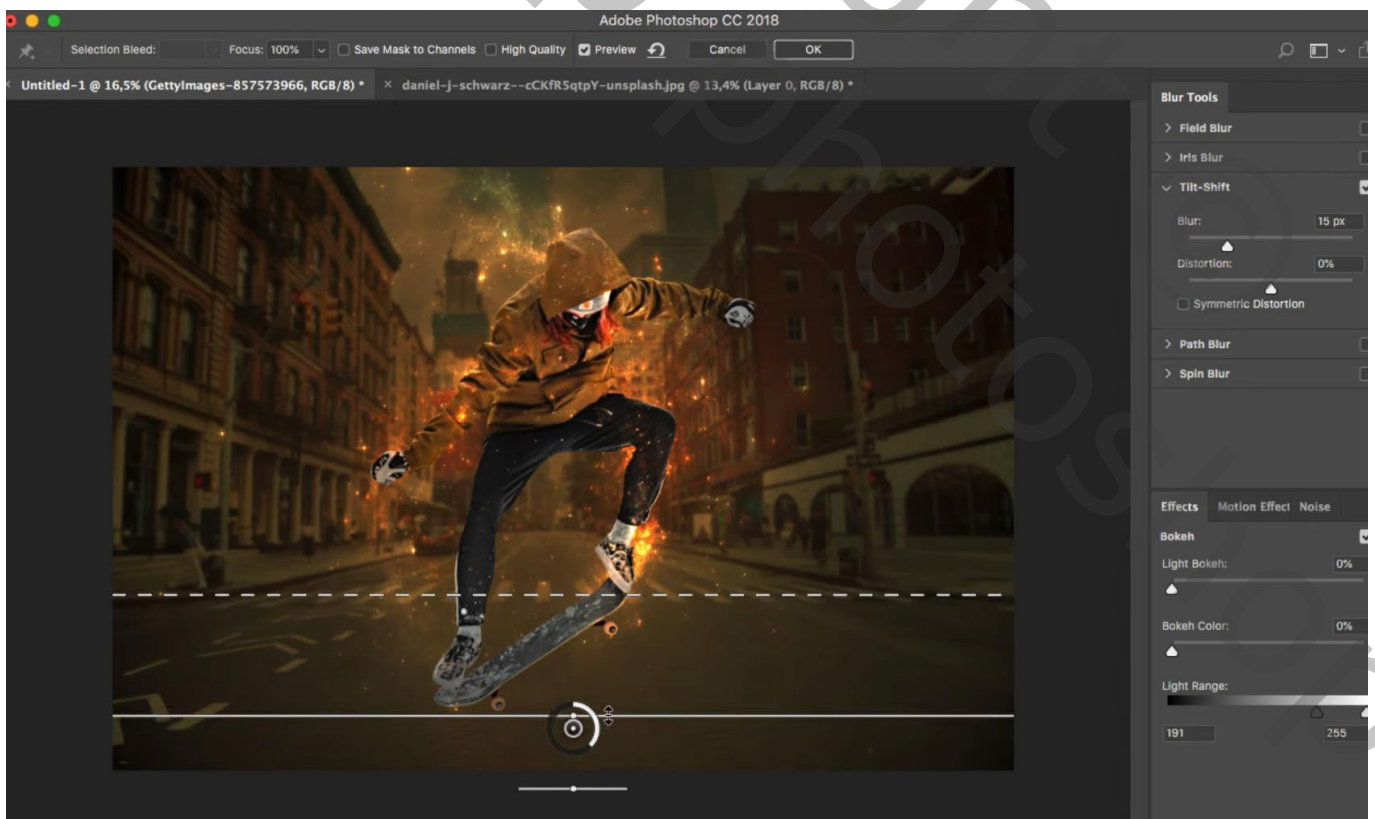 Adobe Photoshop CC 2018
Selection Bleed: Focus: 100% Save Mask to Channels High Quality Preview Cancel OK
× Untitled-1 @ 16,5% (GettyImages-857573966, RGB/8) * × daniel-j-schwarz--cCKfR5qtpY-unsplash.jpg @ 13,4% (Layer 0, RGB/8) *
Blur Tools
Field Blur
Iris Blur
Tilt-Shift
Blur: 15 px
Distortion: 0%
Symmetric Distortion
Path Blur
Spin Blur
Effects Motion Effect Noise
Bokeh
Light Bokeh: 0%
Bokeh Color: 0%
Light Range:
191 255
photoshop